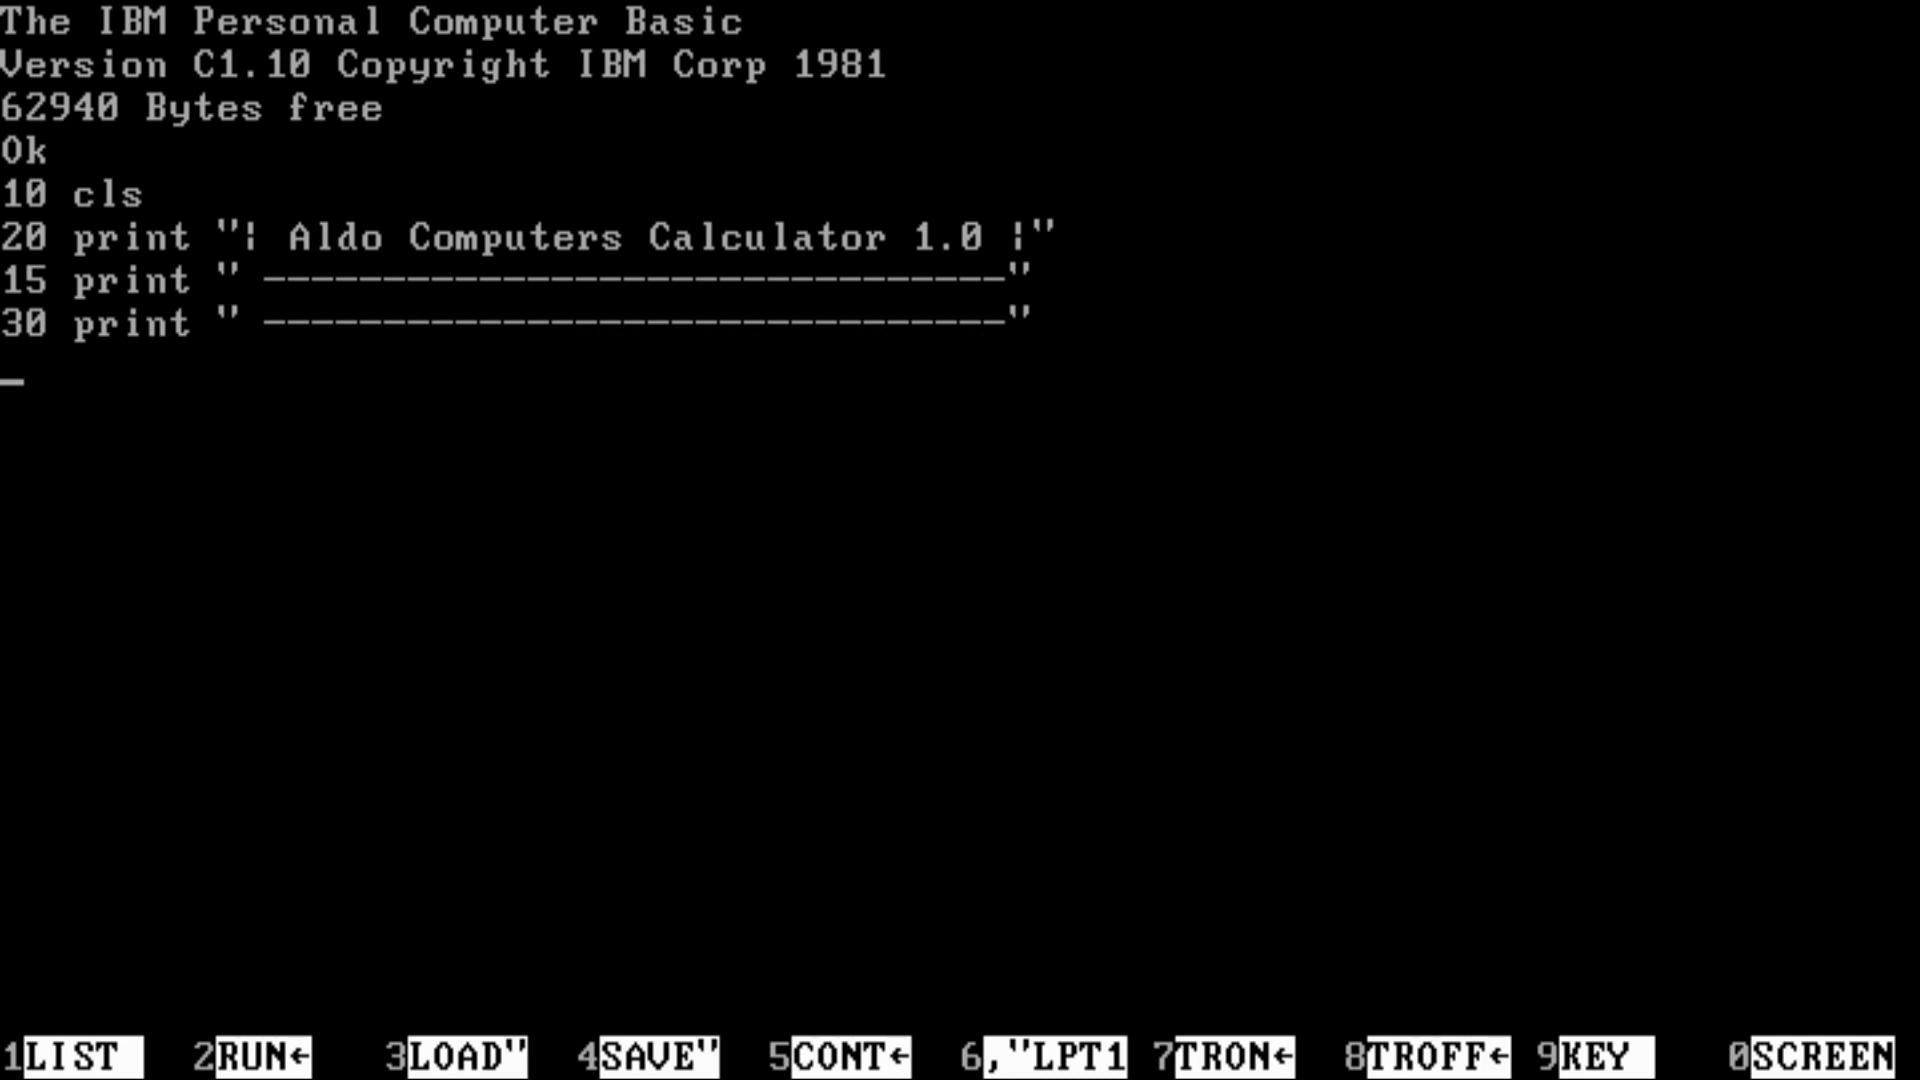 The IBM Personal Computer Basic
Version C1.10 Copyright IBM Corp 1981
62940 Bytes free
Ok
10 cls
20 print "| Aldo Computers Calculator 1.0 |"
15 print " -------------------------------"
30 print " -------------------------------"
_
1LIST 2RUN← 3LOAD" 4SAVE" 5CONT← 6,"LPT1 7TRON← 8TROFF← 9KEY 0SCREEN